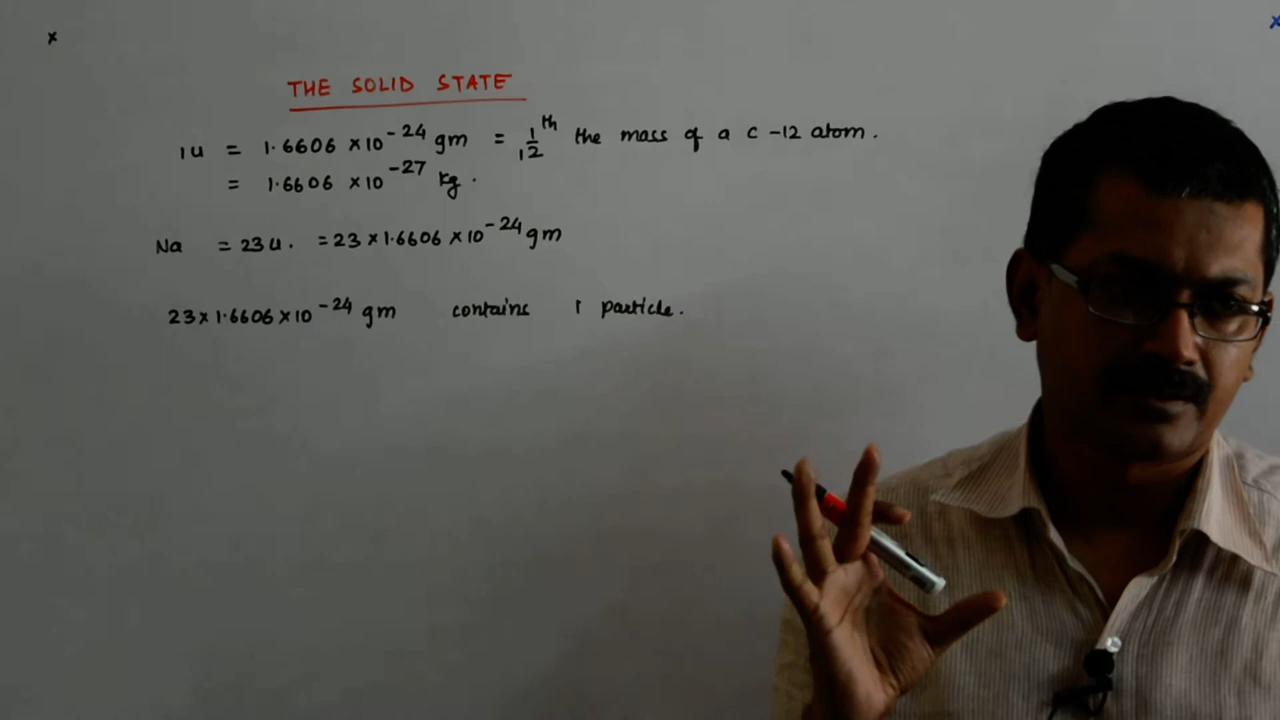 THE SOLID STATE
1u = 1.6606 ×10⁻²⁴ gm = 1/12 th the mass of a c -12 atom.
= 1.6606 ×10⁻²⁷ kg.
Na = 23u. = 23 ×1.6606 ×10⁻²⁴ gm
23×1.6606×10⁻²⁴ gm contains 1 particle.